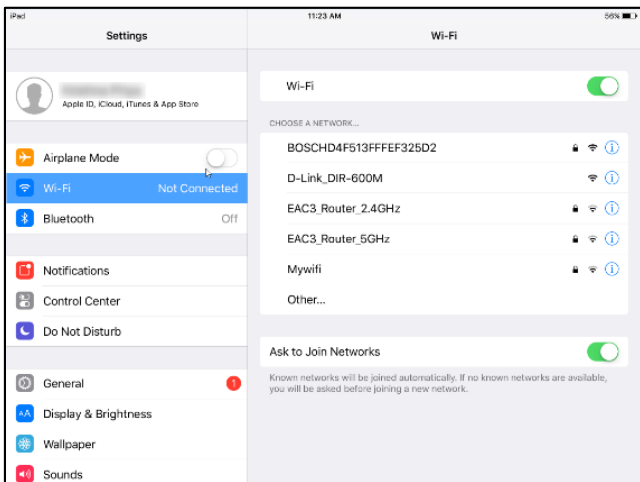 iPad 11:23 AM 56%
Settings
Wi-Fi
Apple ID, iCloud, iTunes & App Store
Airplane Mode
Wi-Fi Not Connected
Bluetooth Off
Notifications
Control Center
Do Not Disturb
General 1
Display & Brightness
AA
Wallpaper
Sounds
Wi-Fi
CHOOSE A NETWORK...
BOSCHD4F513FFFEF325D2
D-Link_DIR-600M
EAC3_Router_2.4GHz
EAC3_Router_5GHz
Mywifi
Other...
Ask to Join Networks
Known networks will be joined automatically. If no known networks are available,
you will be asked before joining a new network.